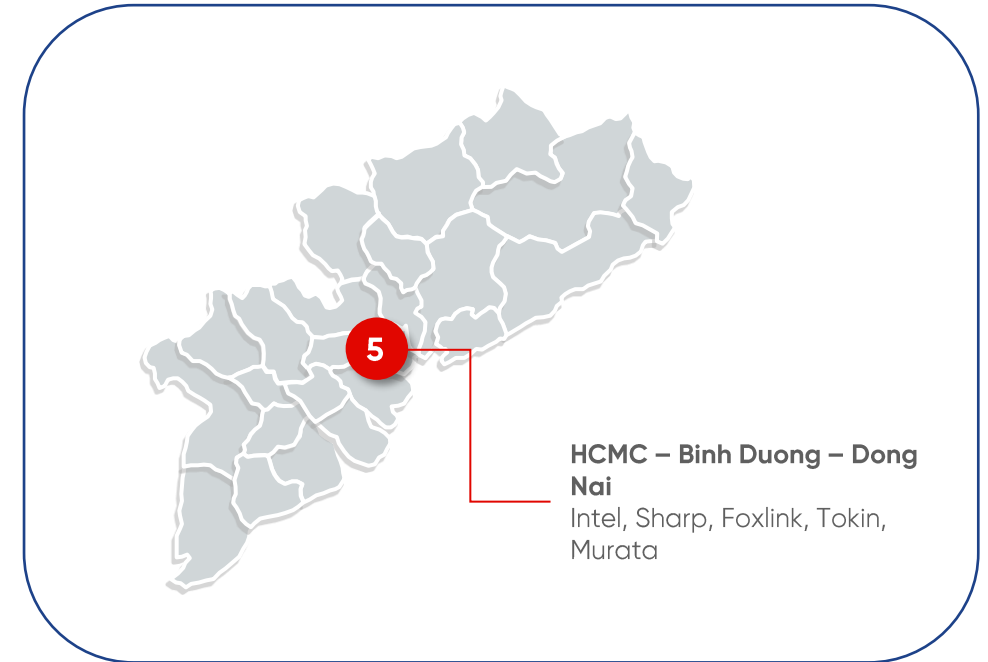 5
HCMC – Binh Duong – Dong
Nai
Intel, Sharp, Foxlink, Tokin,
Murata